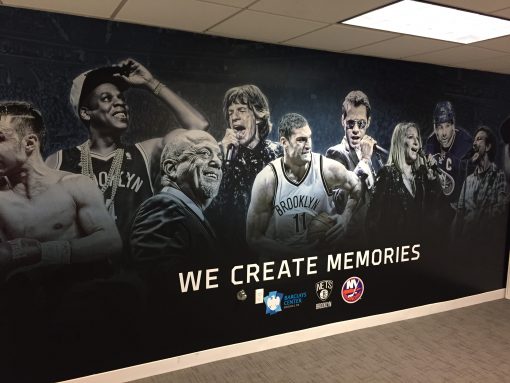 BROOKLYN
BROOKLYN
11
WE CREATE MEMORIES
BARCLAYS
CENTER
NETS
B
BROOKLYN
NY